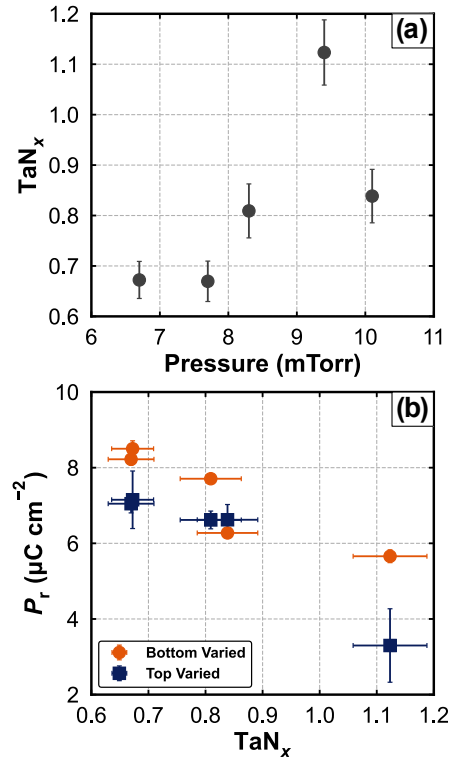 (a)
1.2
1.1
1.0
0.9
0.8
0.7
0.6
TaNₓ
6 7 8 9 10 11
Pressure (mTorr)
(b)
10
8
6
4
2
Pᵣ (µC cm⁻²)
Bottom Varied
Top Varied
0.6 0.7 0.8 0.9 1.0 1.1 1.2
TaNₓ